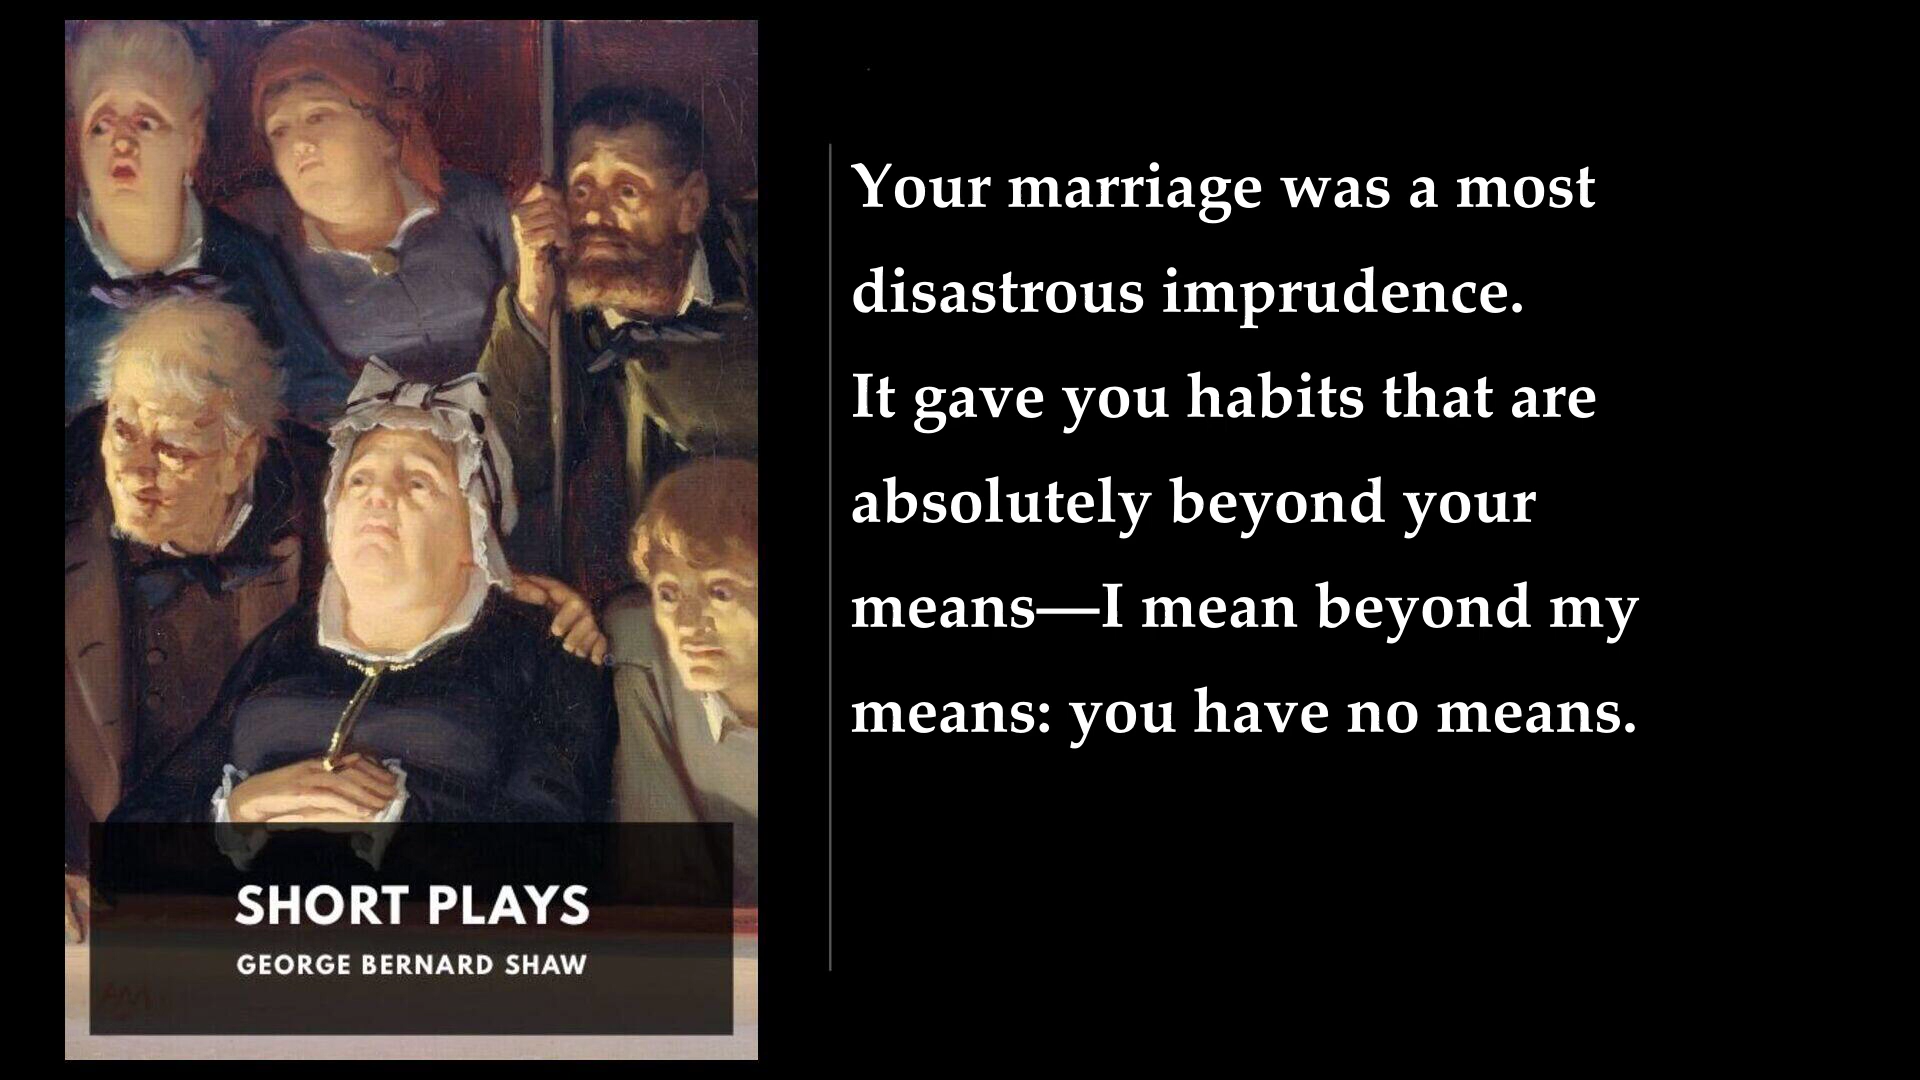 Your marriage was a most
disastrous imprudence.
It gave you habits that are
absolutely beyond your
means—I mean beyond my
means: you have no means.
SHORT PLAYS
GEORGE BERNARD SHAW